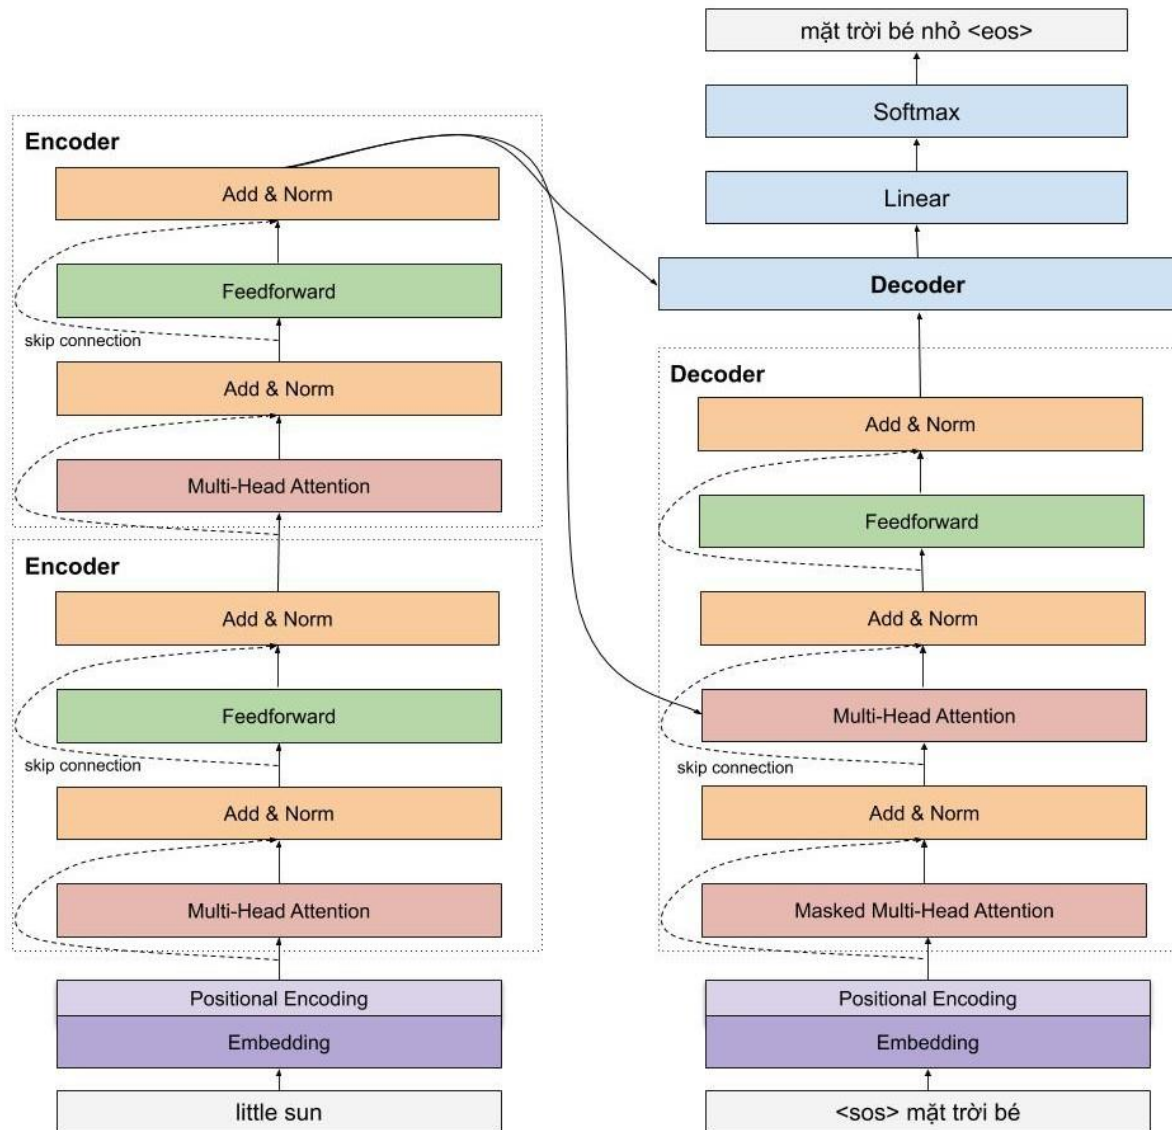 Encoder
Add & Norm
Feedforward
skip connection
Add & Norm
Multi-Head Attention
Encoder
Add & Norm
Feedforward
skip connection
Add & Norm
Multi-Head Attention
Positional Encoding
Embedding
little sun
mặt trời bé nhỏ <eos>
Softmax
Linear
Decoder
Decoder
Add & Norm
Feedforward
Add & Norm
Multi-Head Attention
skip connection
Add & Norm
Masked Multi-Head Attention
Positional Encoding
Embedding
<sos> mặt trời bé